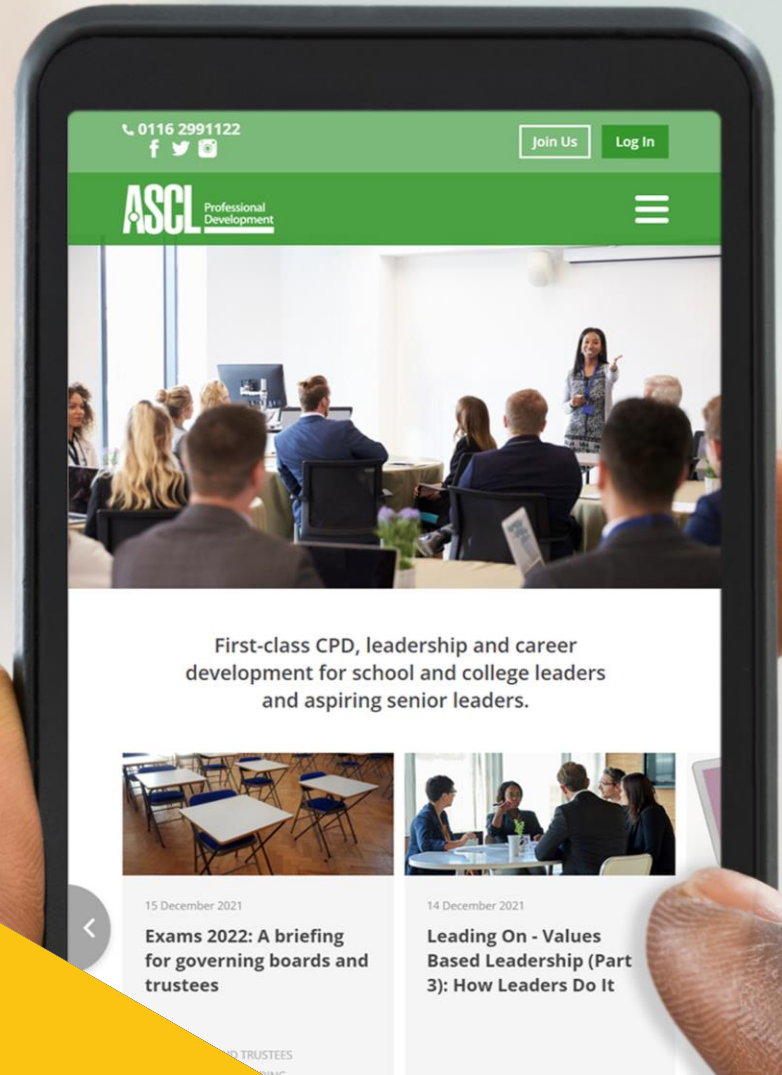 0116 2991122
Join Us
Log In
ASCL Professional
Development
First-class CPD, leadership and career
development for school and college leaders
and aspiring senior leaders.
15 December 2021
Exams 2022: A briefing
for governing boards and
trustees
TRUSTEES
14 December 2021
Leading On - Values
Based Leadership (Part
3): How Leaders Do It